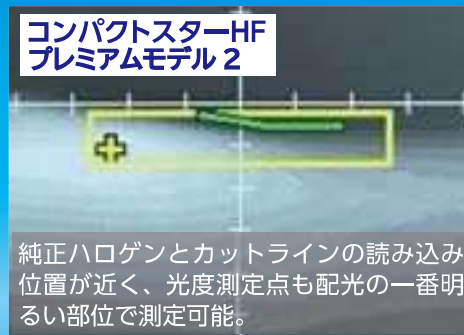 コンパクトスターHF
プレミアムモデル２
純正ハロゲンとカットラインの読み込み
位置が近く、光度測定点も配光の一番明
るい部位で測定可能。